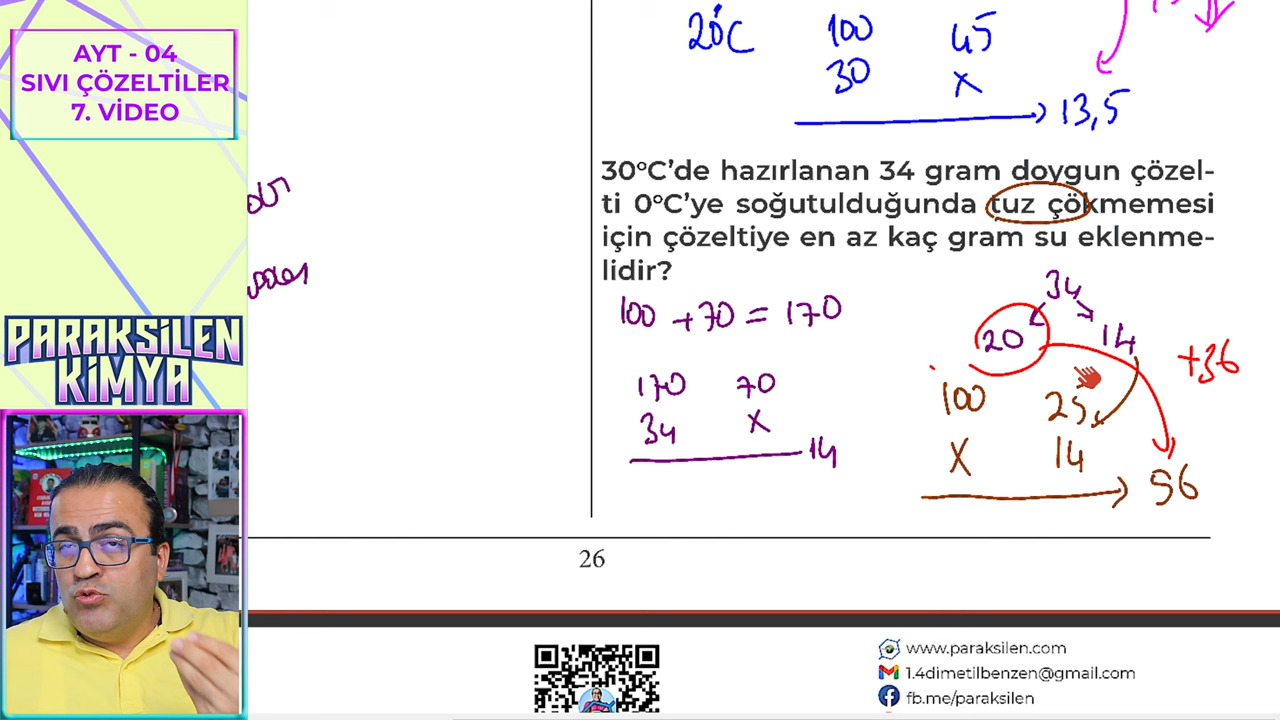 AYT - 04
SIVI ÇÖZELTİLER
7. VİDEO
PARAKSİLEN
KİMYA
20°C 100 45
30 X
13,5
30°C'de hazırlanan 34 gram doygun çözel-
ti 0°C'ye soğutulduğunda tuz çökmemesi
için çözeltiye en az kaç gram su eklenme-
lidir?
100 + 70 = 170
170 70
34 X
14
34
20 14
+36
100 25
X 14
56
26
www.paraksilen.com
1.4dimetilbenzen@gmail.com
fb.me/paraksilen